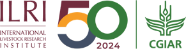 ILRI
INTERNATIONAL
LIVESTOCK RESEARCH
INSTITUTE
50
2024
CGIAR